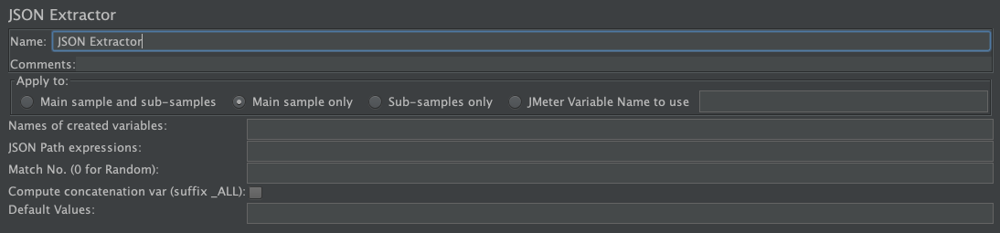 JSON Extractor
Name: JSON Extractor
Comments:
Apply to:
Main sample and sub-samples Main sample only Sub-samples only JMeter Variable Name to use
Names of created variables:
JSON Path expressions:
Match No. (0 for Random):
Compute concatenation var (suffix _ALL):
Default Values: